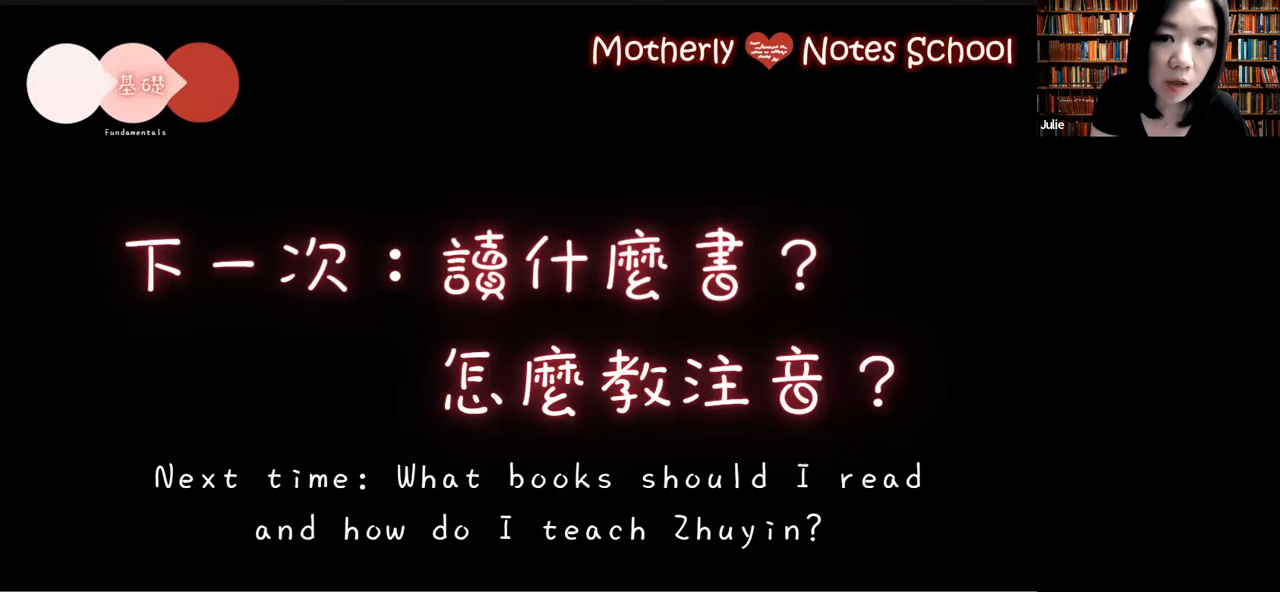 Motherly Notes School
基礎
Fundamentals
Julie
下一次：讀什麼書？
怎麼教注音？
Next time: What books should I read
and how do I teach Zhuyin?